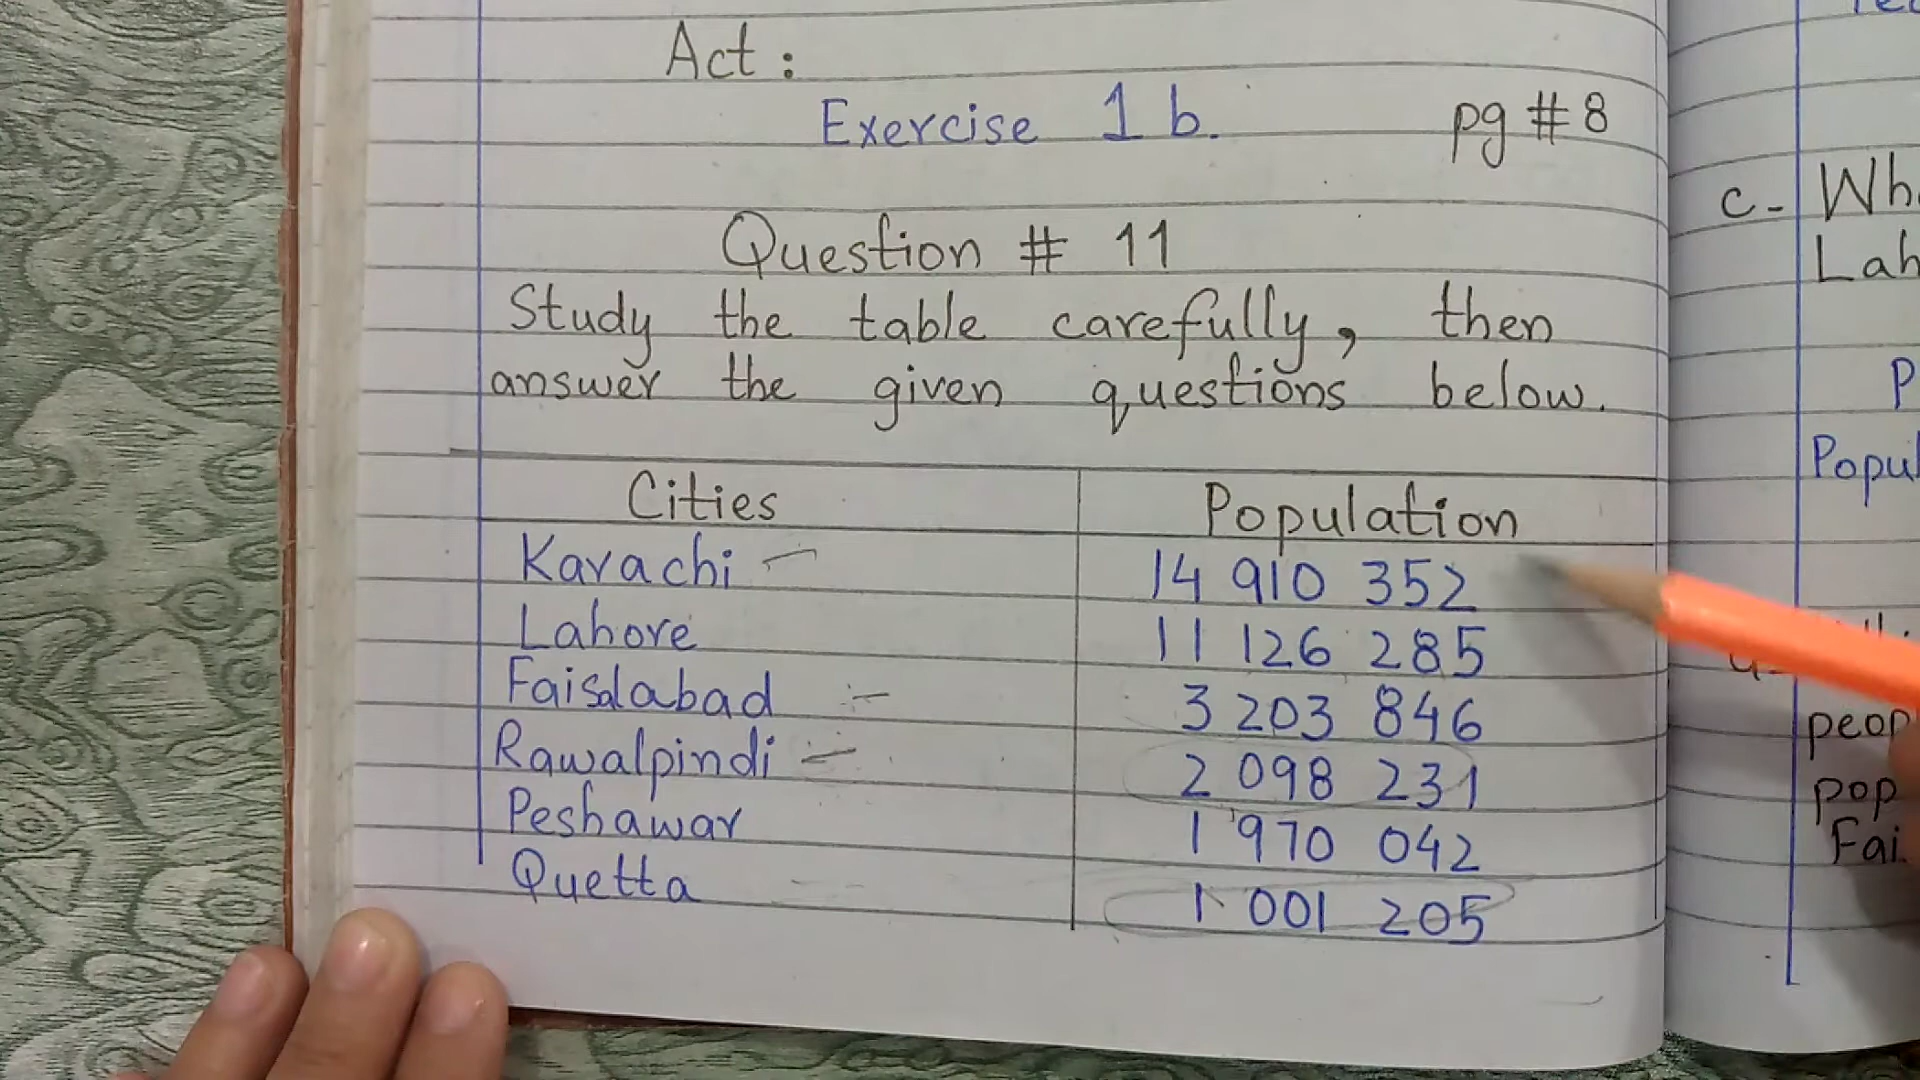 Act :
Exercise 1 b. pg # 8
Question # 11
Study the table carefully, then
answer the given questions below.
Cities Population
Karachi 14 910 352
Lahore 11 126 285
Faisalabad 3 203 846
Rawalpindi 2 098 231
Peshawar 1 970 042
Quetta 1 001 205
c-
Lah
P
Popul
peop
pop
Fai